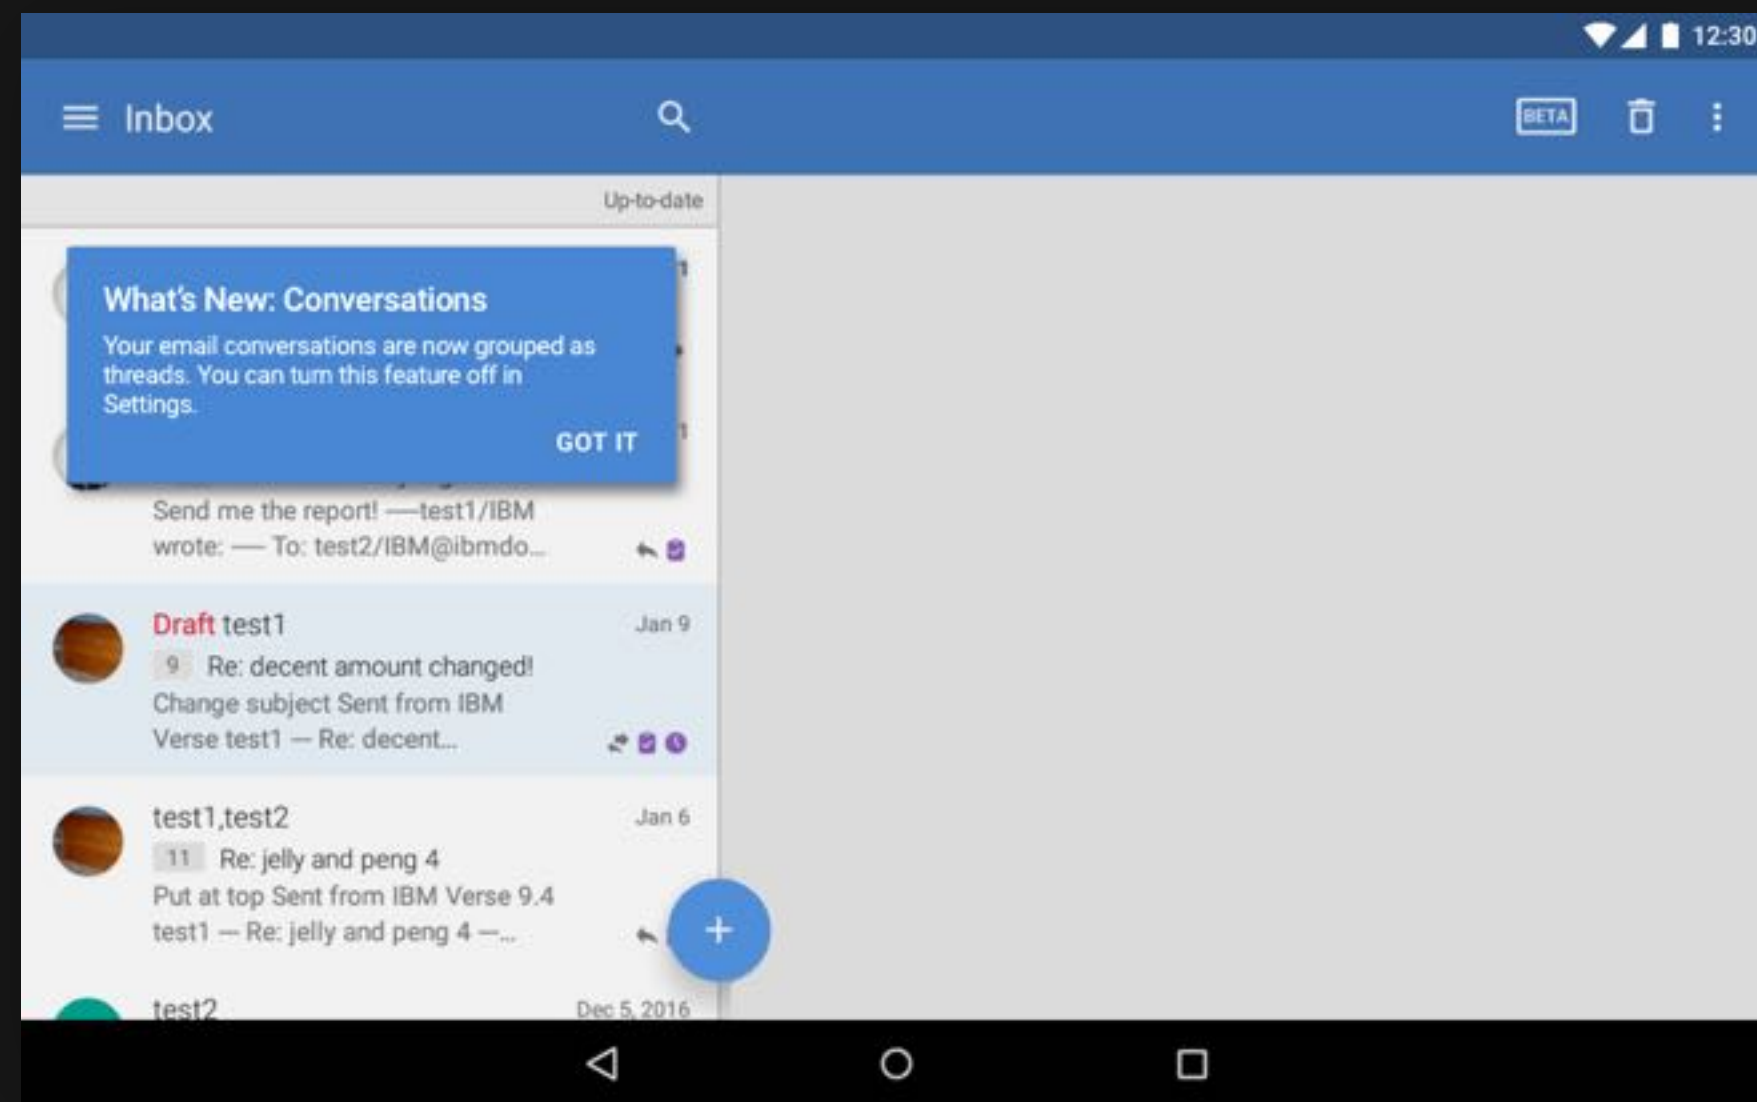 12:30
Inbox
BETA
Up-to-date
What's New: Conversations
Your email conversations are now grouped as
threads. You can turn this feature off in
Settings.
GOT IT
1
1
Send me the report! —test1/IBM
wrote: — To: test2/IBM@ibmdo...
Draft test1
Jan 9
9 Re: decent amount changed!
Change subject Sent from IBM
Verse test1 — Re: decent...
test1,test2
Jan 6
11 Re: jelly and peng 4
Put at top Sent from IBM Verse 9.4
test1 — Re: jelly and peng 4 —...
test2
Dec 5, 2016